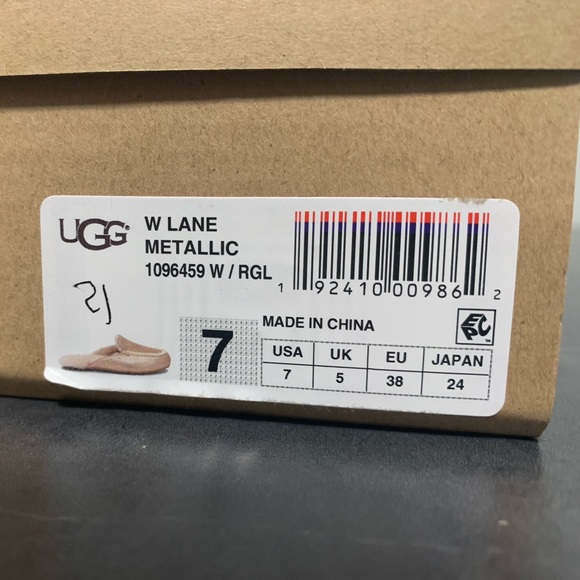 UGG®
W LANE
METALLIC
1096459 W / RGL
1 92410 00986 2
21
7
MADE IN CHINA
EPC™
USA UK EU JAPAN
7 5 38 24